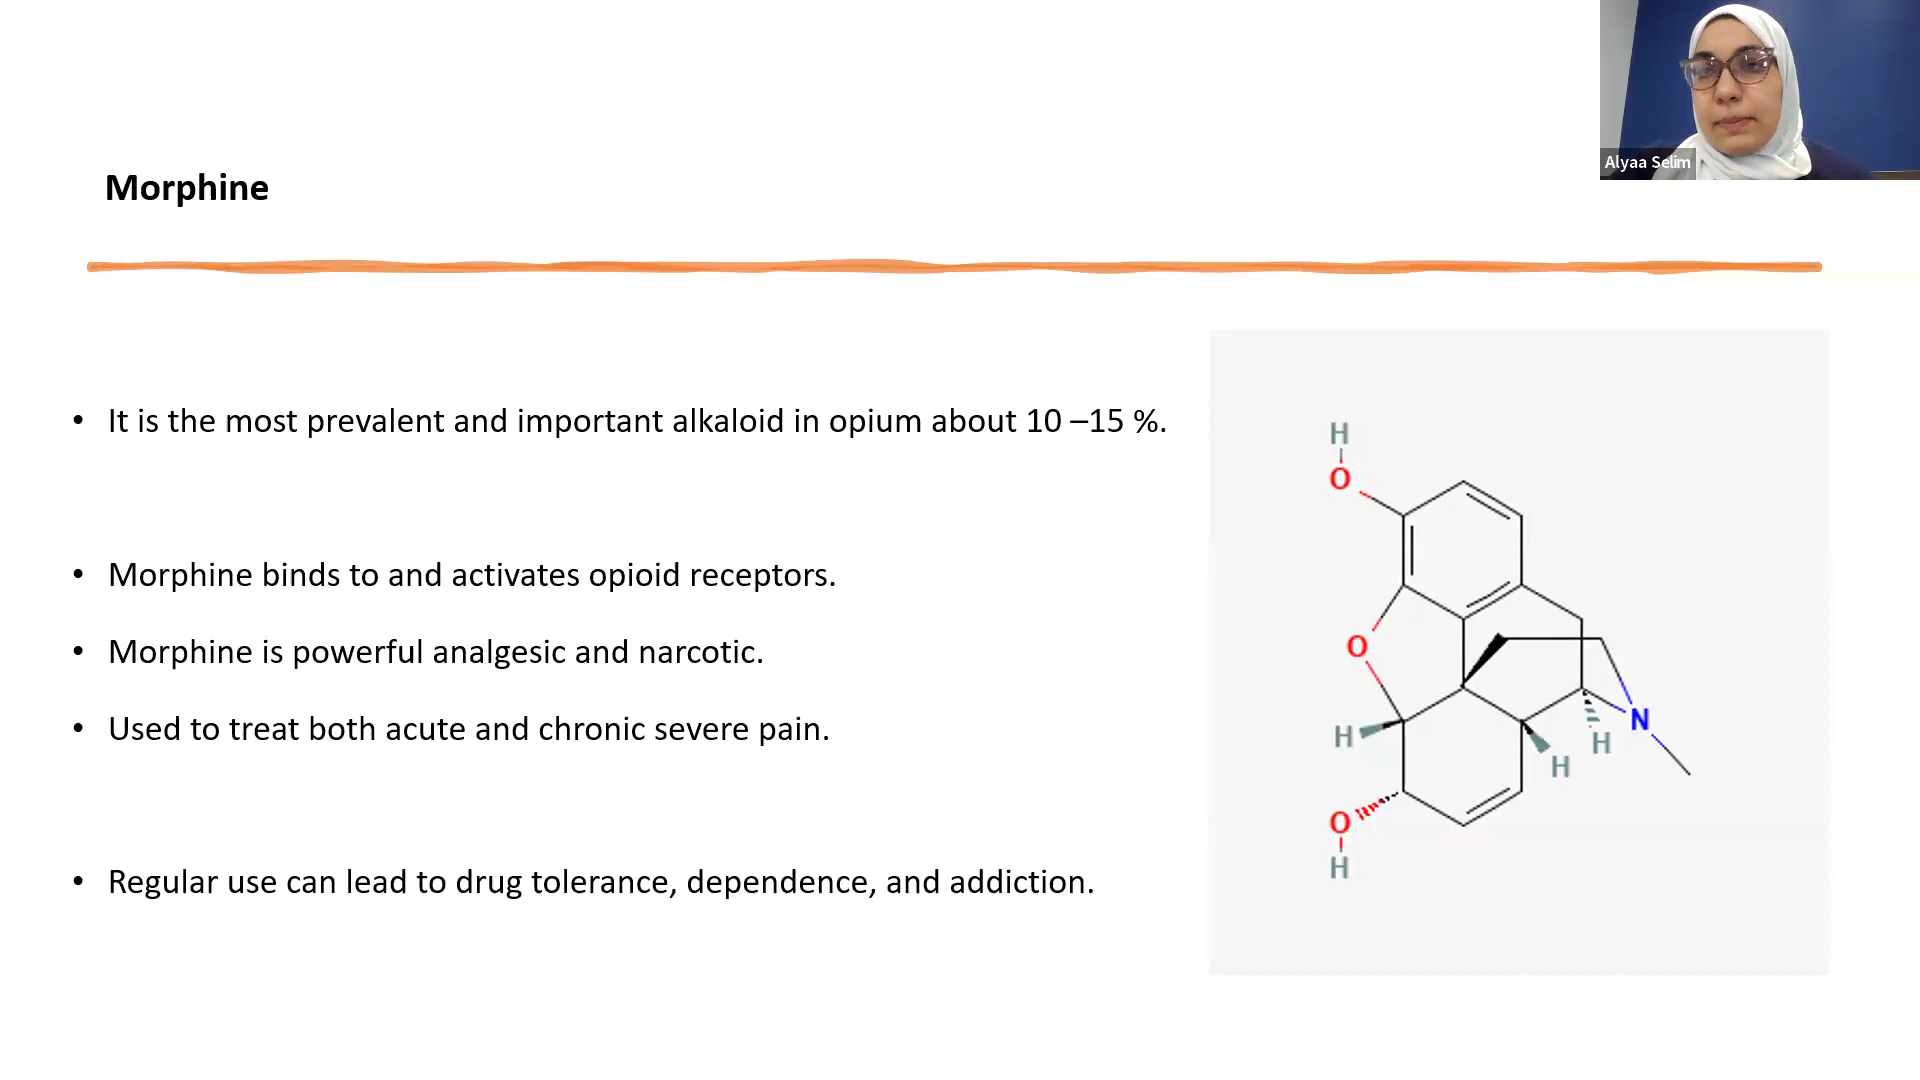 Alyaa Selim
Morphine
• It is the most prevalent and important alkaloid in opium about 10 –15 %.
• Morphine binds to and activates opioid receptors.
• Morphine is powerful analgesic and narcotic.
• Used to treat both acute and chronic severe pain.
• Regular use can lead to drug tolerance, dependence, and addiction.
H
O
O
H
N
H
H
O
H